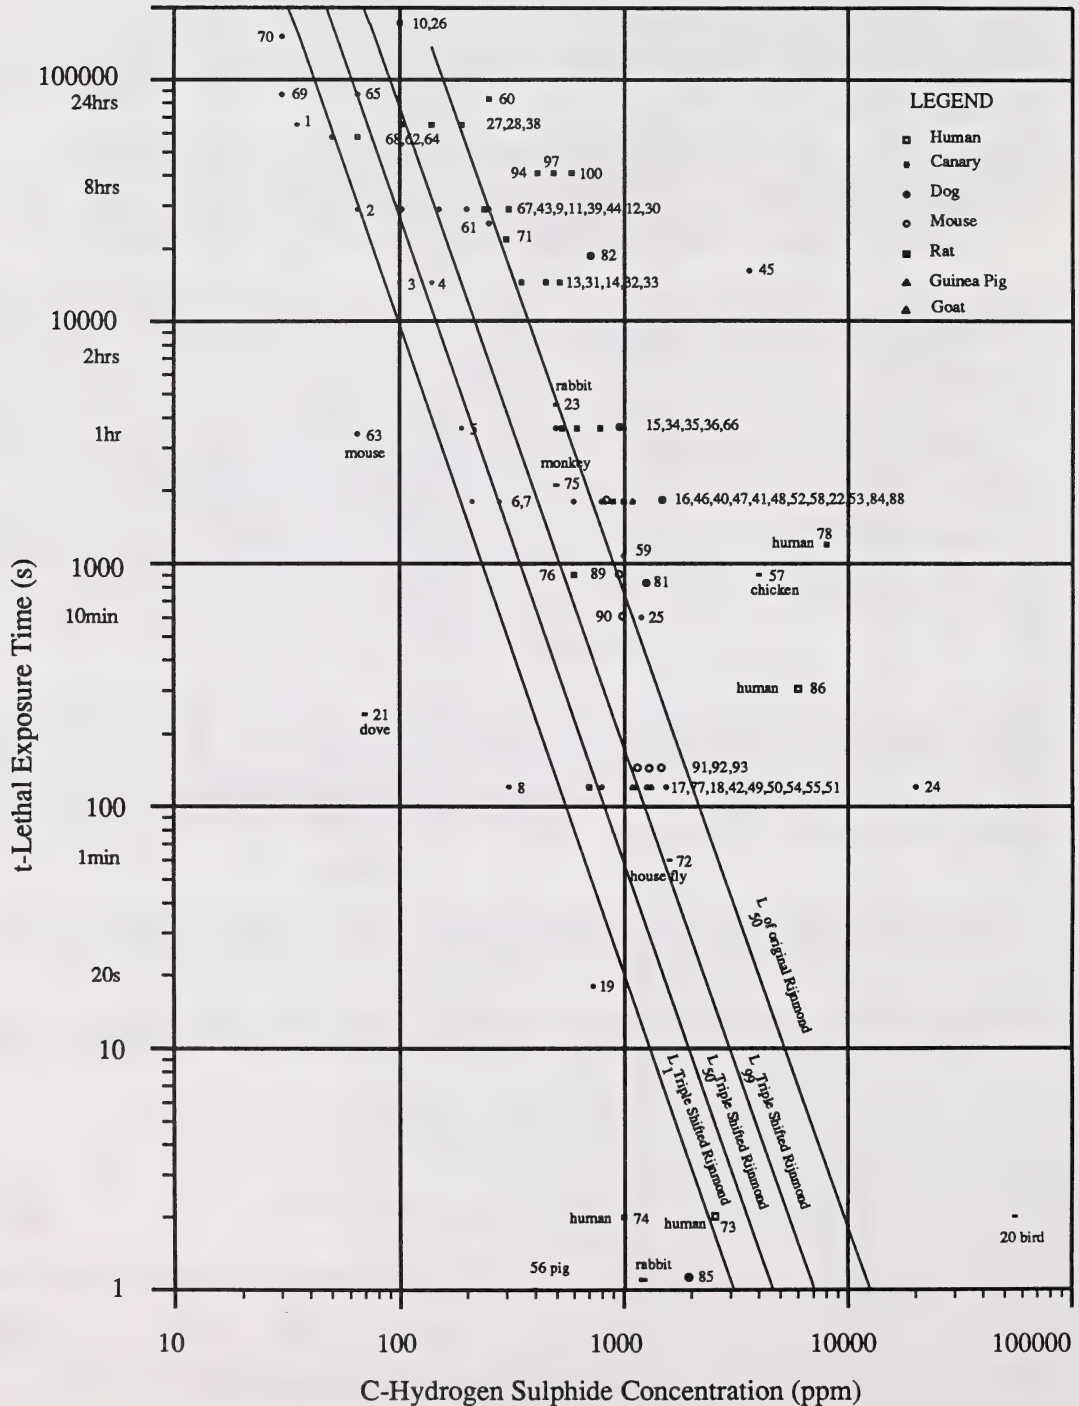 10,26
70
100000
24hrs
69
65
60
LEGEND
1
27,28,38
68,62,64
Human
Canary
97
94
100
8hrs
Dog
2
67,43,9,11,39,44,12,30
61
Mouse
71
82
45
Rat
3
4
13,31,14,32,33
Guinea Pig
Goat
10000
2hrs
rabbit
23
15,34,35,36,66
1hr
63
mouse
5
monkey
75
6,7
16,46,40,47,41,48,52,58,22,53,84,88
human
78
59
1000
76
89
81
57
chicken
10min
90
25
human
86
21
dove
91,92,93
8
17,77,18,42,49,50,54,55,51
24
100
1min
72
house fly
20s
19
L50 of original Rijnmond
10
L1 Triple Shifted Rijnmond
L50 Triple Shifted Rijnmond
L99 Triple Shifted Rijnmond
human
74
human
73
20 bird
56 pig
rabbit
85
1
t-Lethal Exposure Time (s)
10
100
1000
10000
100000
C-Hydrogen Sulphide Concentration (ppm)